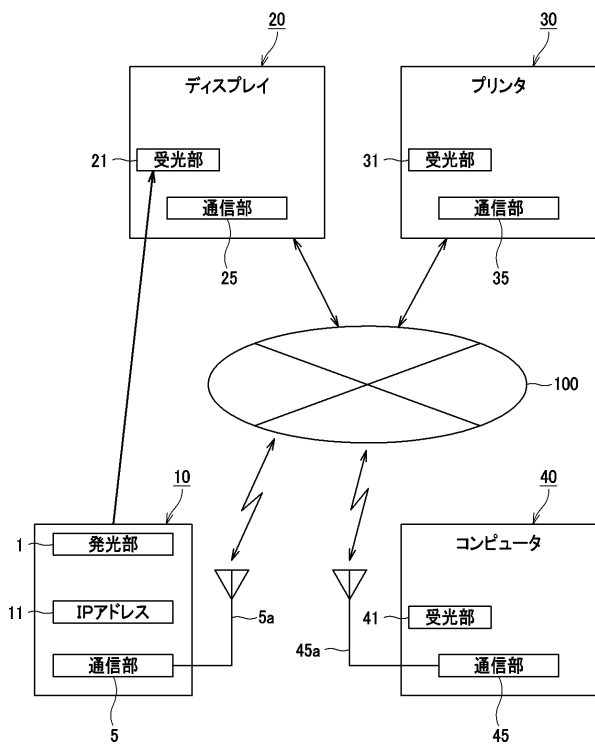 20
ディスプレイ
21
受光部
通信部
25
30
プリンタ
31
受光部
通信部
35
100
10
1
発光部
11
IPアドレス
通信部
5
5a
40
コンピュータ
41
受光部
45a
通信部
45